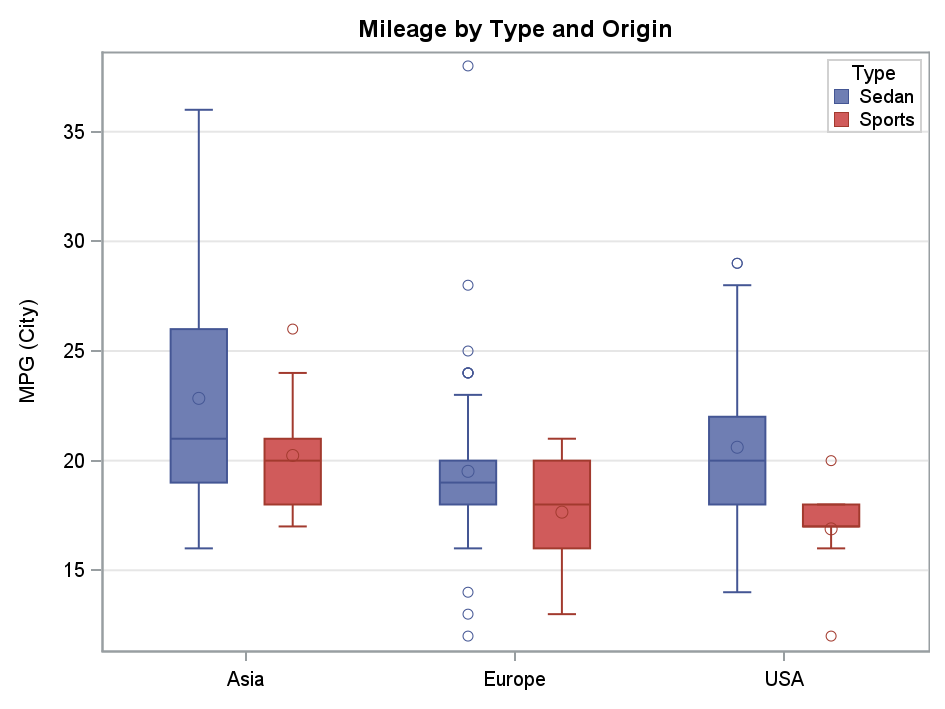 Mileage by Type and Origin
Type
Sedan
Sports
MPG (City)
35
30
25
20
15
Asia
Europe
USA